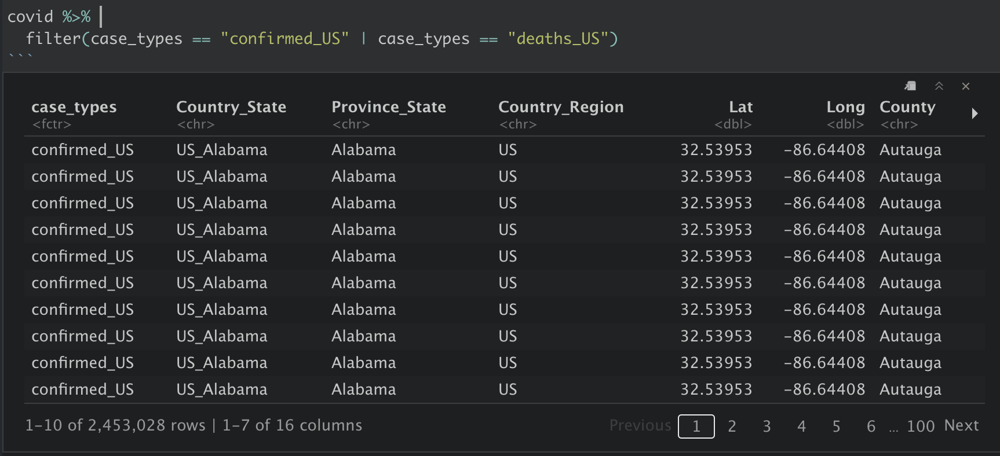 covid %>%
filter(case_types == "confirmed_US" | case_types == "deaths_US")
```
case_types Country_State Province_State Country_Region Lat Long County
<fctr> <chr> <chr> <chr> <dbl> <dbl> <chr>
confirmed_US US_Alabama Alabama US 32.53953 -86.64408 Autauga
confirmed_US US_Alabama Alabama US 32.53953 -86.64408 Autauga
confirmed_US US_Alabama Alabama US 32.53953 -86.64408 Autauga
confirmed_US US_Alabama Alabama US 32.53953 -86.64408 Autauga
confirmed_US US_Alabama Alabama US 32.53953 -86.64408 Autauga
confirmed_US US_Alabama Alabama US 32.53953 -86.64408 Autauga
confirmed_US US_Alabama Alabama US 32.53953 -86.64408 Autauga
confirmed_US US_Alabama Alabama US 32.53953 -86.64408 Autauga
confirmed_US US_Alabama Alabama US 32.53953 -86.64408 Autauga
confirmed_US US_Alabama Alabama US 32.53953 -86.64408 Autauga
1-10 of 2,453,028 rows | 1-7 of 16 columns Previous 1 2 3 4 5 6 ... 100 Next